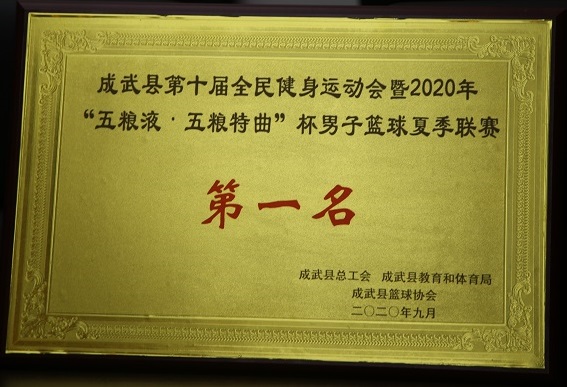 成武县第十届全民健身运动会暨2020年
“五粮液·五粮特曲”杯男子篮球夏季联赛
第一名
成武县总工会 成武县教育和体育局
成武县篮球协会
二〇二〇年九月